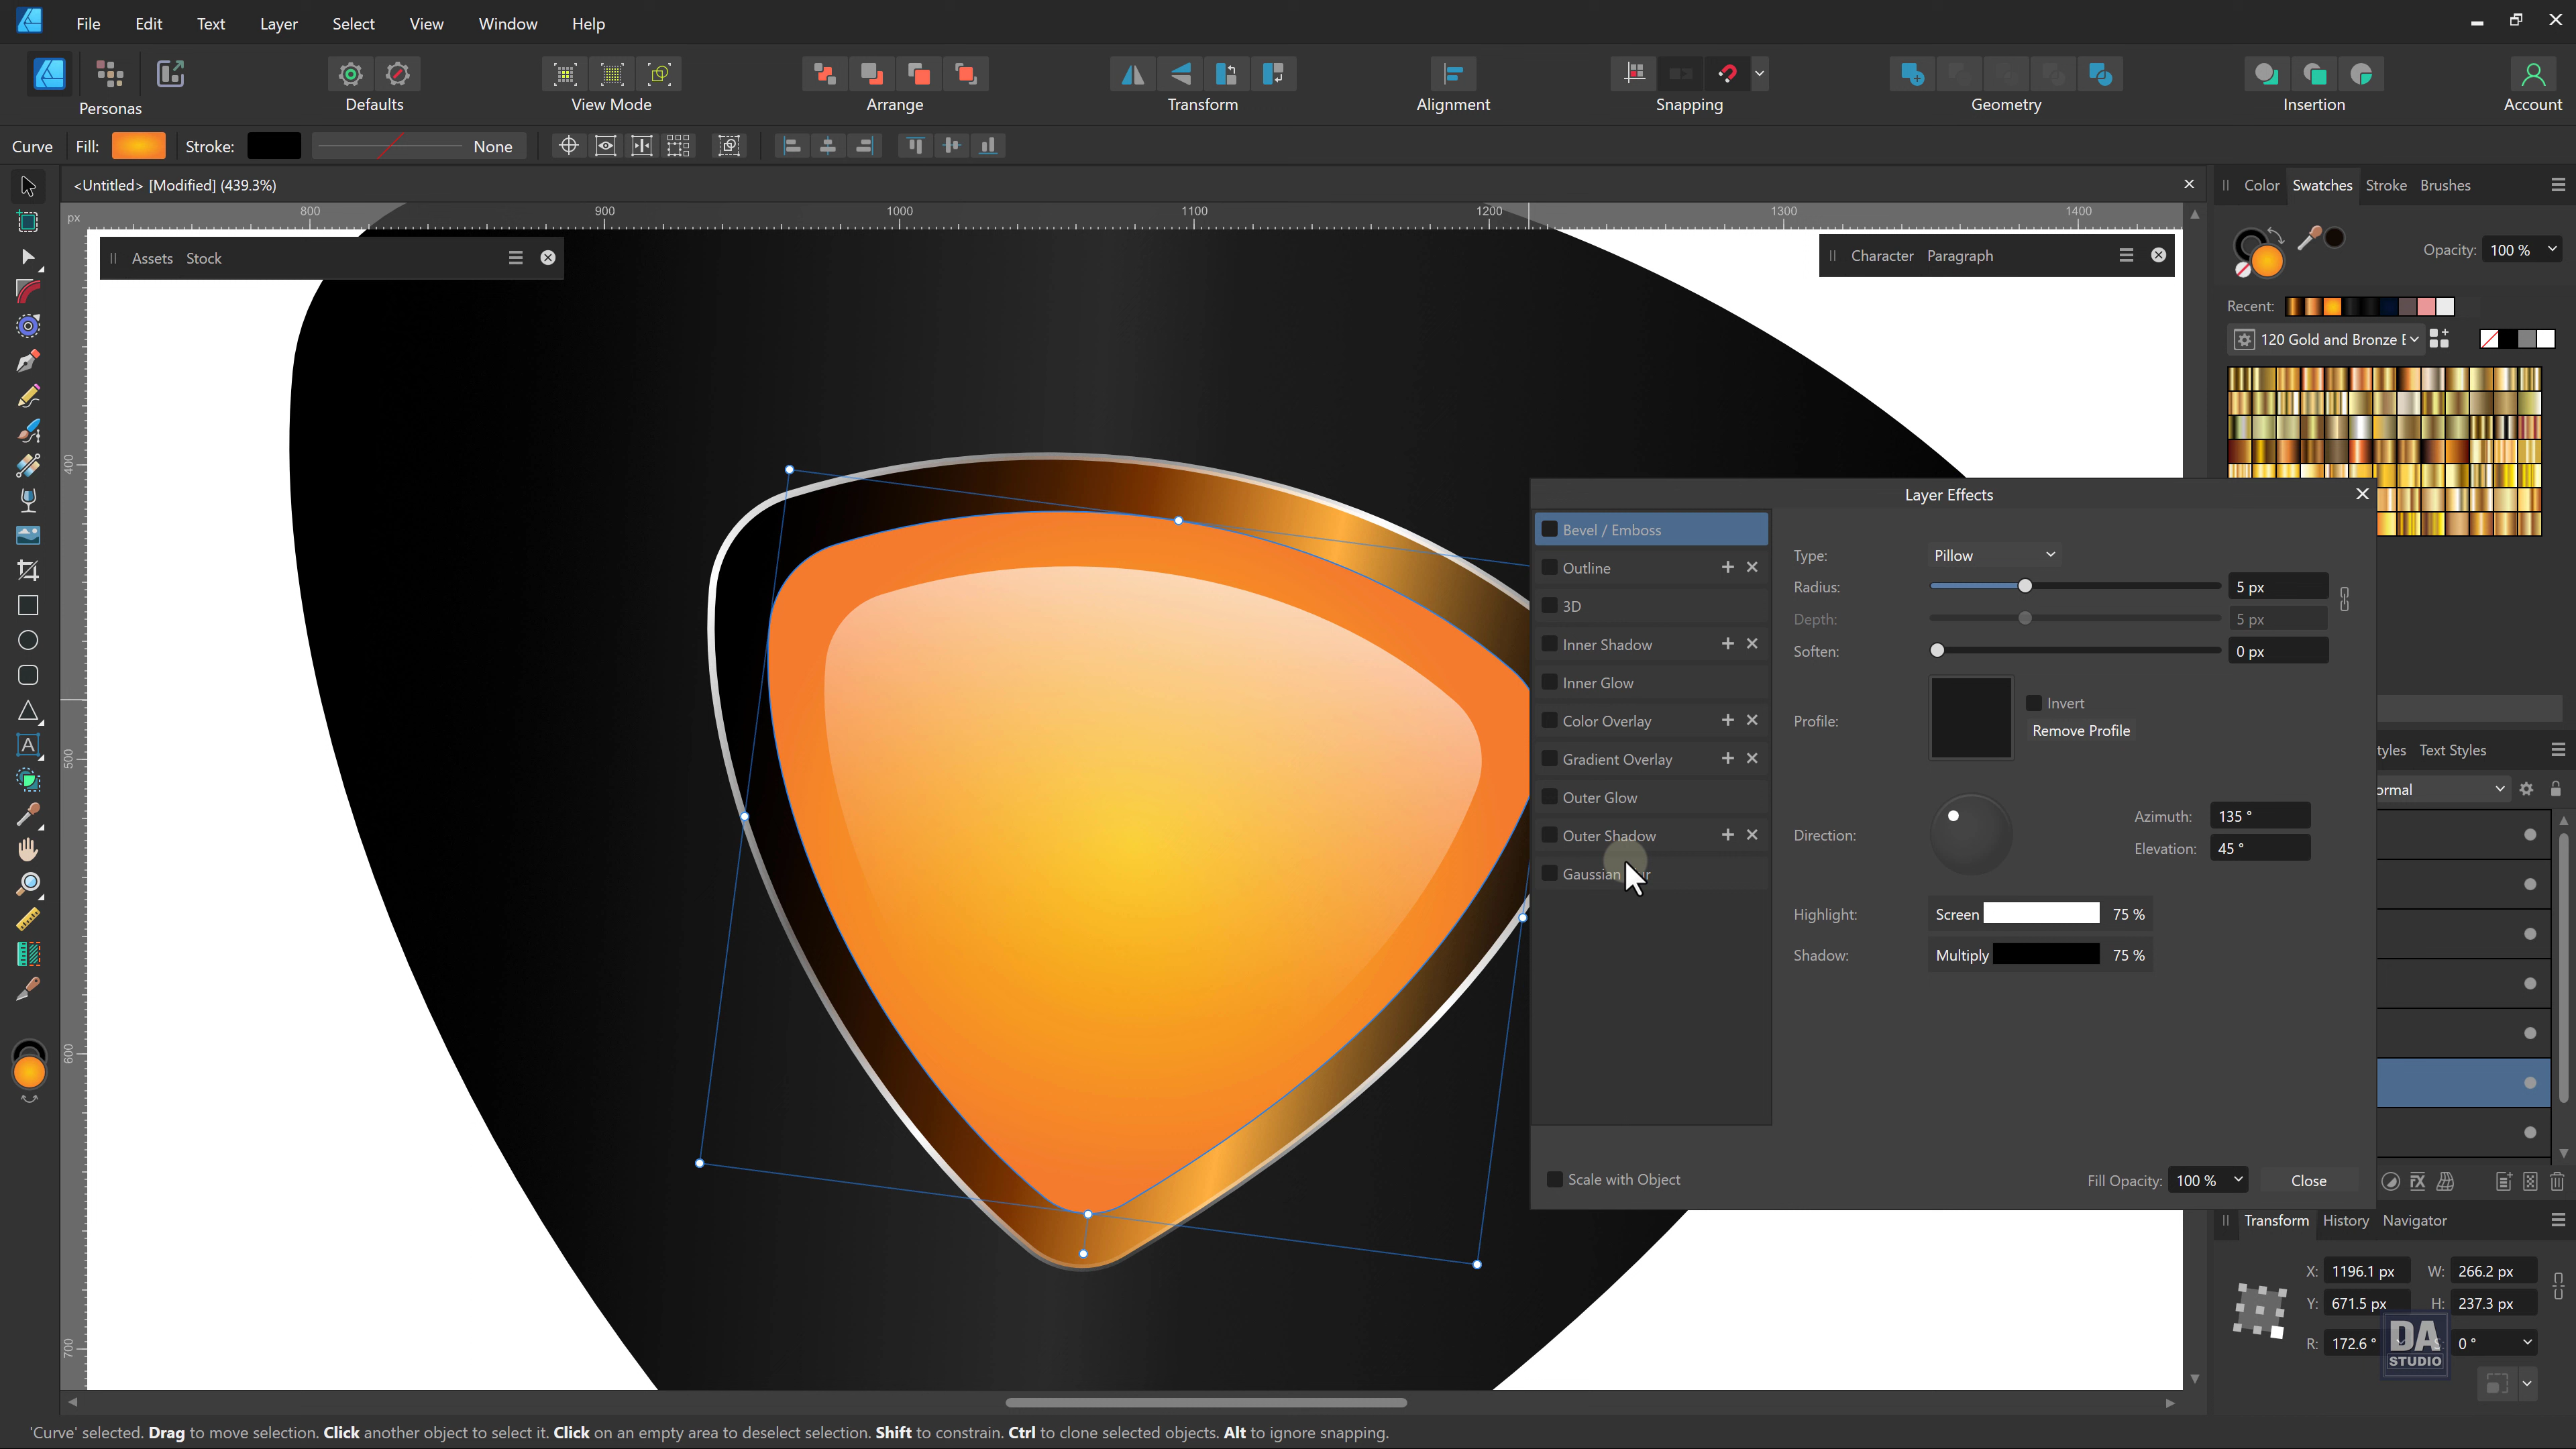 File Edit Text Layer Select View Window Help
Personas Defaults View Mode Arrange Transform Alignment Snapping Geometry Insertion Account
Curve Fill: Stroke: None
<Untitled> [Modified] (439.3%)
Color Swatches Stroke Brushes
px 800 900 1000 1100 1200 1300 1400
Assets Stock
Character Paragraph
Opacity: 100 %
Recent:
120 Gold and Bronze
400
500
600
700
Layer Effects
Bevel / Emboss
Outline
3D
Inner Shadow
Inner Glow
Color Overlay
Gradient Overlay
Outer Glow
Outer Shadow
Gaussian
Type: Pillow
Radius: 5 px
Depth: 5 px
Soften: 0 px
Profile: Invert
Remove Profile
Direction: Azimuth: 135 °
Elevation: 45 °
Highlight: Screen 75 %
Shadow: Multiply 75 %
Scale with Object
Fill Opacity: 100 % Close
tyles Text Styles
ormal
Transform History Navigator
X: 1196.1 px W: 266.2 px
Y: 671.5 px H: 237.3 px
R: 172.6 ° 0 °
DA
STUDIO
'Curve' selected. Drag to move selection. Click another object to select it. Click on an empty area to deselect selection. Shift to constrain. Ctrl to clone selected objects. Alt to ignore snapping.